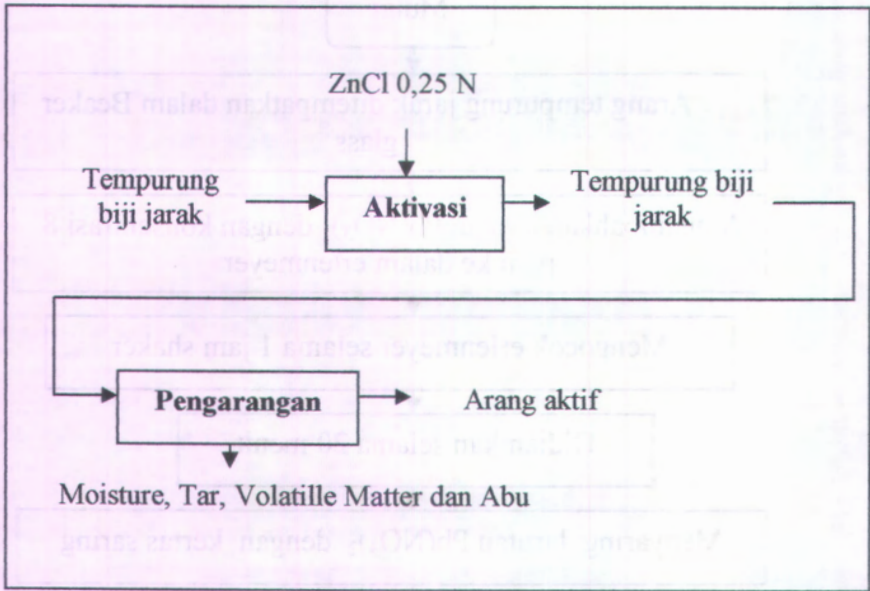 ZnCl 0,25 N
Tempurung
biji jarak
Aktivasi
Tempurung biji
jarak
Pengarangan
Arang aktif
Moisture, Tar, Volatille Matter dan Abu